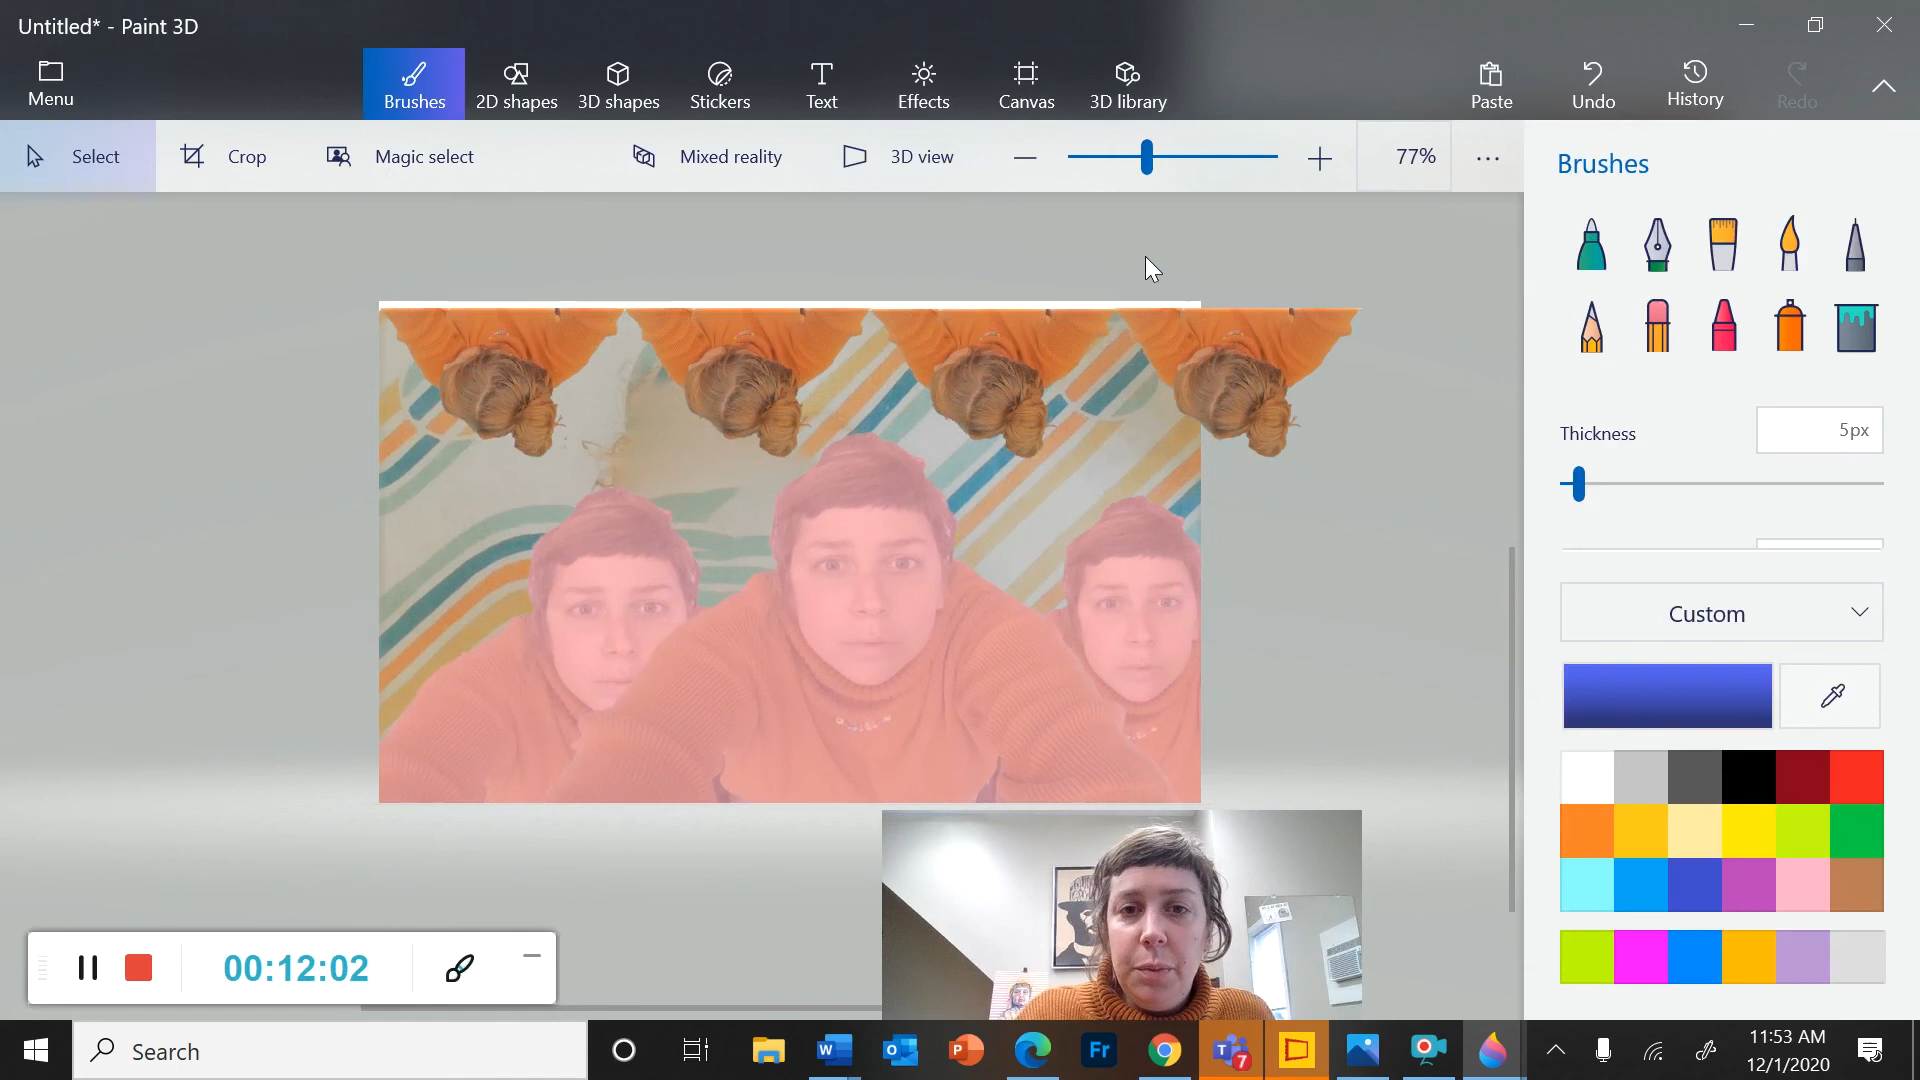 Untitled* - Paint 3D
Menu
Brushes
2D shapes
3D shapes
Stickers
Text
Effects
Canvas
3D library
Paste
Undo
History
Redo
Select
Crop
Magic select
Mixed reality
3D view
77%
Brushes
Thickness
5px
Custom
00:12:02
Search
W
O
P
Fr
T
7
11:53 AM
12/1/2020